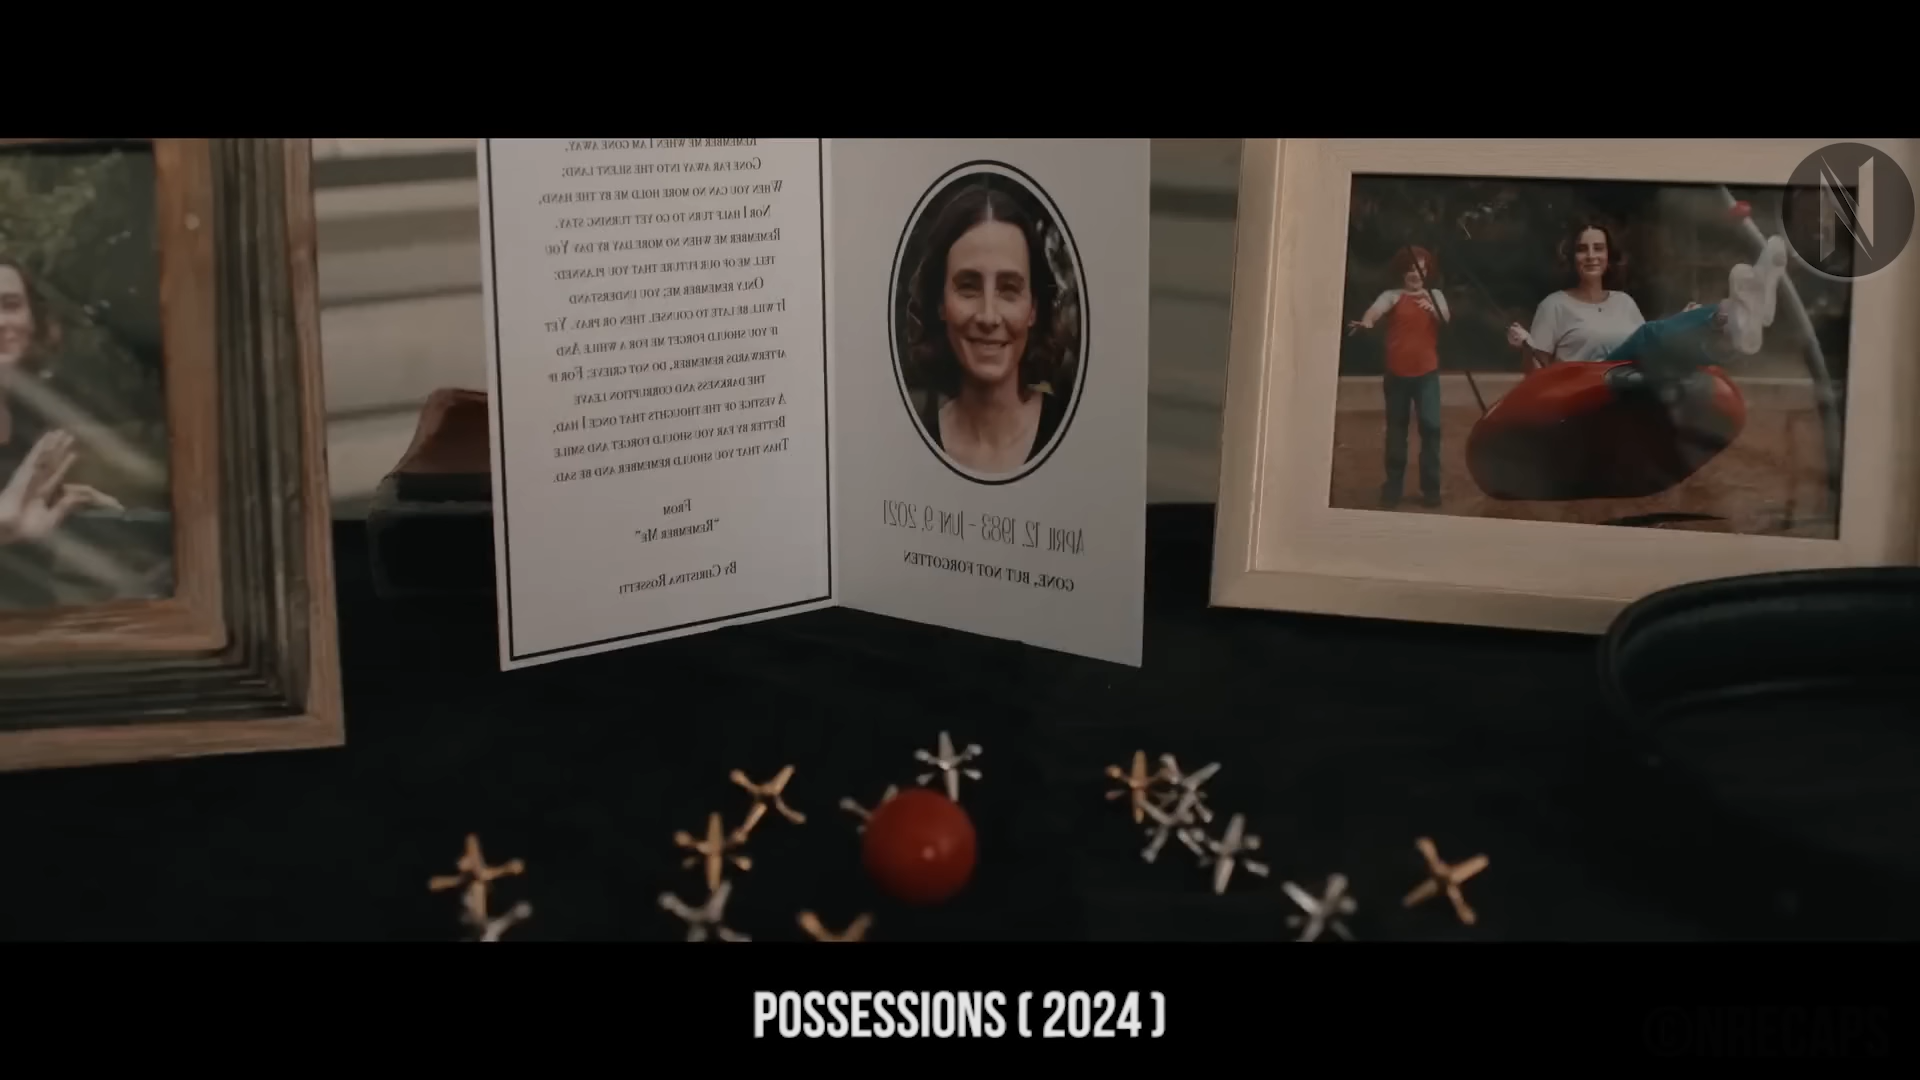 REMEMBER ME WHEN I AM GONE AWAY,
GONE FAR AWAY INTO THE SILENT LAND;
WHEN YOU CAN NO MORE HOLD ME BY THE HAND,
NOR I HALF TURN TO GO YET TURNING STAY.
REMEMBER ME WHEN NO MORE DAY BY DAY YOU
TELL ME OF OUR FUTURE THAT YOU PLANNED:
ONLY REMEMBER ME; YOU UNDERSTAND
IT WILL BE LATE TO COUNSEL THEN OR PRAY. YET
IF YOU SHOULD FORGET ME FOR A WHILE AND
AFTERWARDS REMEMBER, DO NOT GRIEVE: FOR IF
THE DARKNESS AND CORRUPTION LEAVE
A VESTIGE OF THE THOUGHTS THAT ONCE I HAD,
BETTER BY FAR YOU SHOULD FORGET AND SMILE
THAN THAT YOU SHOULD REMEMBER AND BE SAD.
FROM
"REMEMBER ME"
BY CHRISTINA ROSSETTI
APRIL 12, 1983 - JUNE 9, 2021
GONE, BUT NOT FORGOTTEN
N
POSSESSIONS ( 2024 )
©NRECAPS